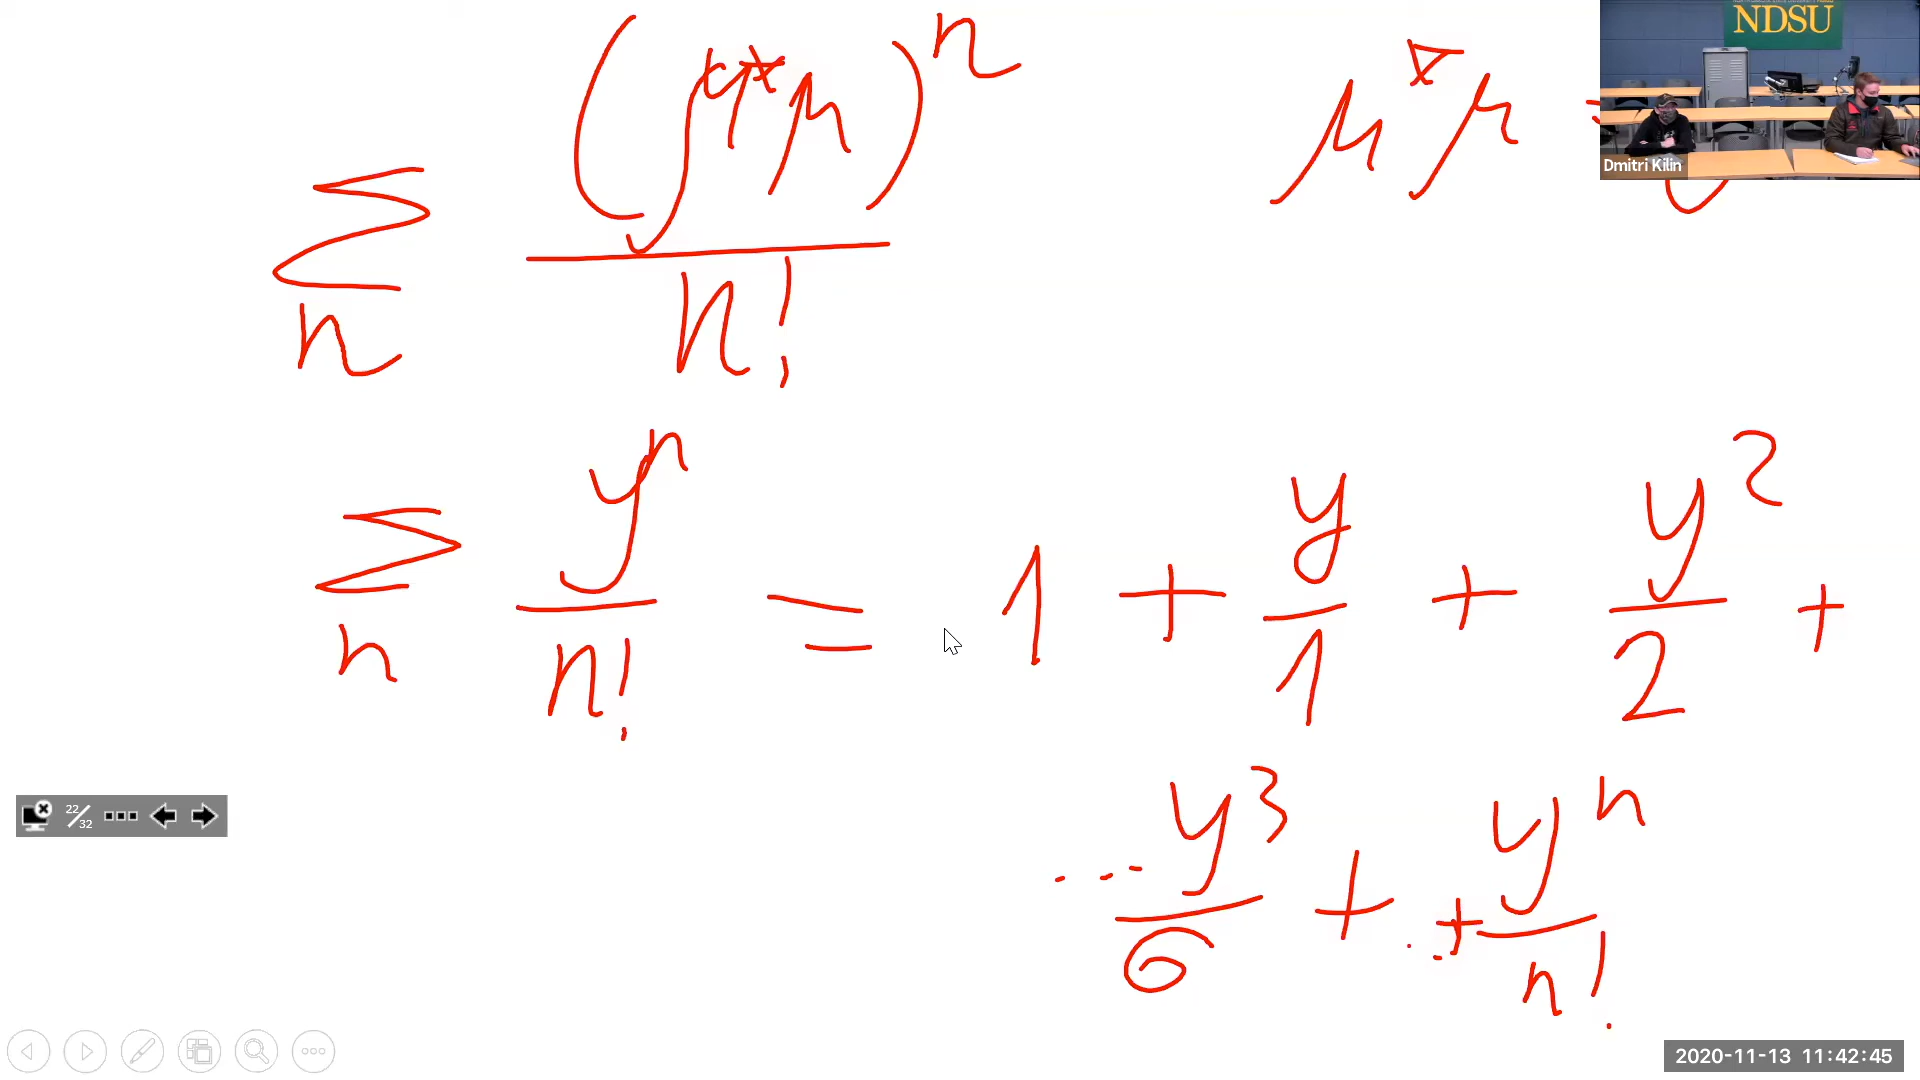 NDSU
Dmitri Kilin
∑ₙ (μ*μ)ⁿ / n!
μ*μ =
∑ₙ yⁿ / n! = 1 + y/1 + y²/2 +
... y³/6 + .. + yⁿ/n!
22/32
2020-11-13 11:42:45